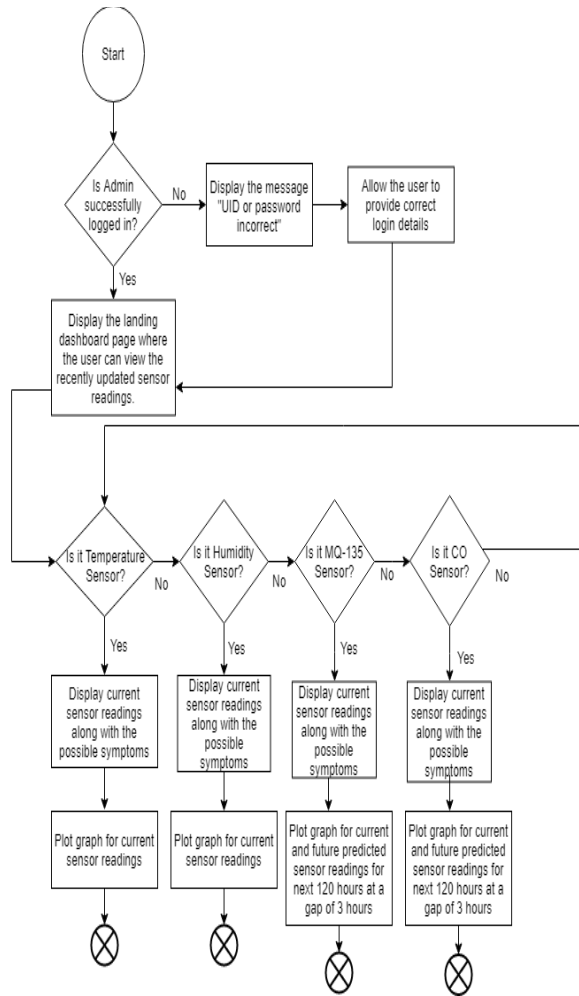 Start
Is Admin
successfully
logged in?
No
Display the message
"UID or password
incorrect"
Allow the user to
provide correct
login details
Yes
Display the landing
dashboard page where
the user can view the
recently updated sensor
readings.
Is it Temperature
Sensor?
No
Is it Humidity
Sensor?
No
Is it MQ-135
Sensor?
No
Is it CO
Sensor?
No
Yes
Yes
Yes
Yes
Display current
sensor readings
along with the
possible symptoms
Display current
sensor readings
along with the
possible
symptoms
Display current
sensor readings
along with the
possible
symptoms
Display current
sensor readings
along with the
possible
symptoms
Plot graph for current
sensor readings
Plot graph for current
sensor readings
Plot graph for current
and future predicted
sensor readings for
next 120 hours at a
gap of 3 hours
Plot graph for current
and future predicted
sensor readings for
next 120 hours at a
gap of 3 hours